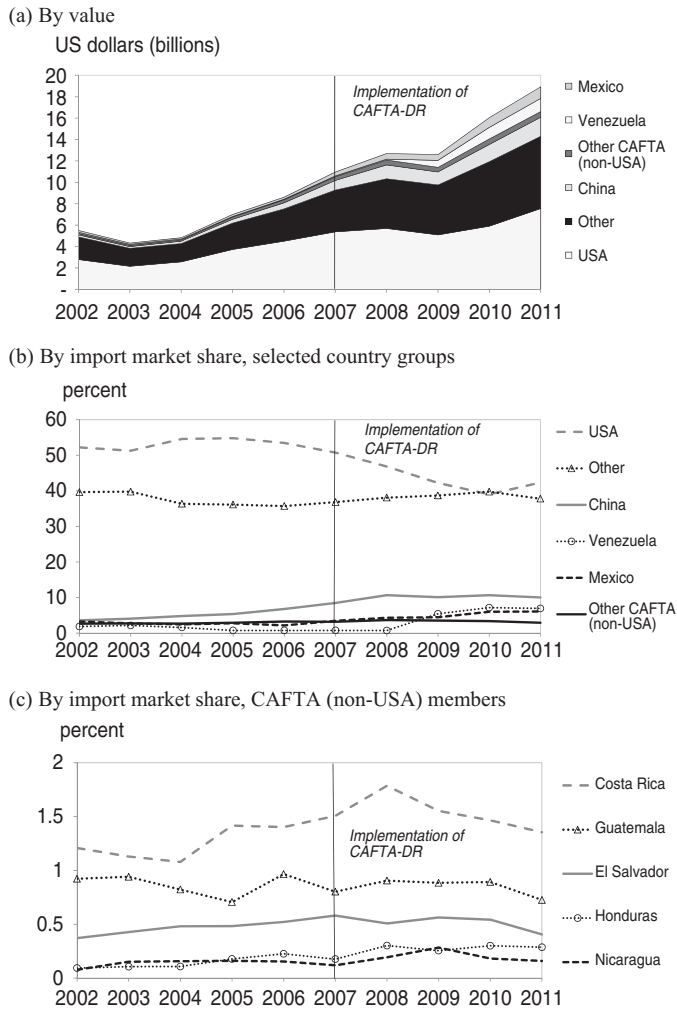 (a) By value
US dollars (billions)
20
18
16
14
12
10
8
6
4
2
-
Implementation of
CAFTA-DR
Mexico
Venezuela
Other CAFTA
(non-USA)
China
Other
USA
2002 2003 2004 2005 2006 2007 2008 2009 2010 2011
(b) By import market share, selected country groups
percent
60
50
40
30
20
10
0
Implementation of
CAFTA-DR
USA
Other
China
Venezuela
Mexico
Other CAFTA
(non-USA)
2002 2003 2004 2005 2006 2007 2008 2009 2010 2011
(c) By import market share, CAFTA (non-USA) members
percent
2
1.5
1
0.5
0
Implementation of
CAFTA-DR
Costa Rica
Guatemala
El Salvador
Honduras
Nicaragua
2002 2003 2004 2005 2006 2007 2008 2009 2010 2011